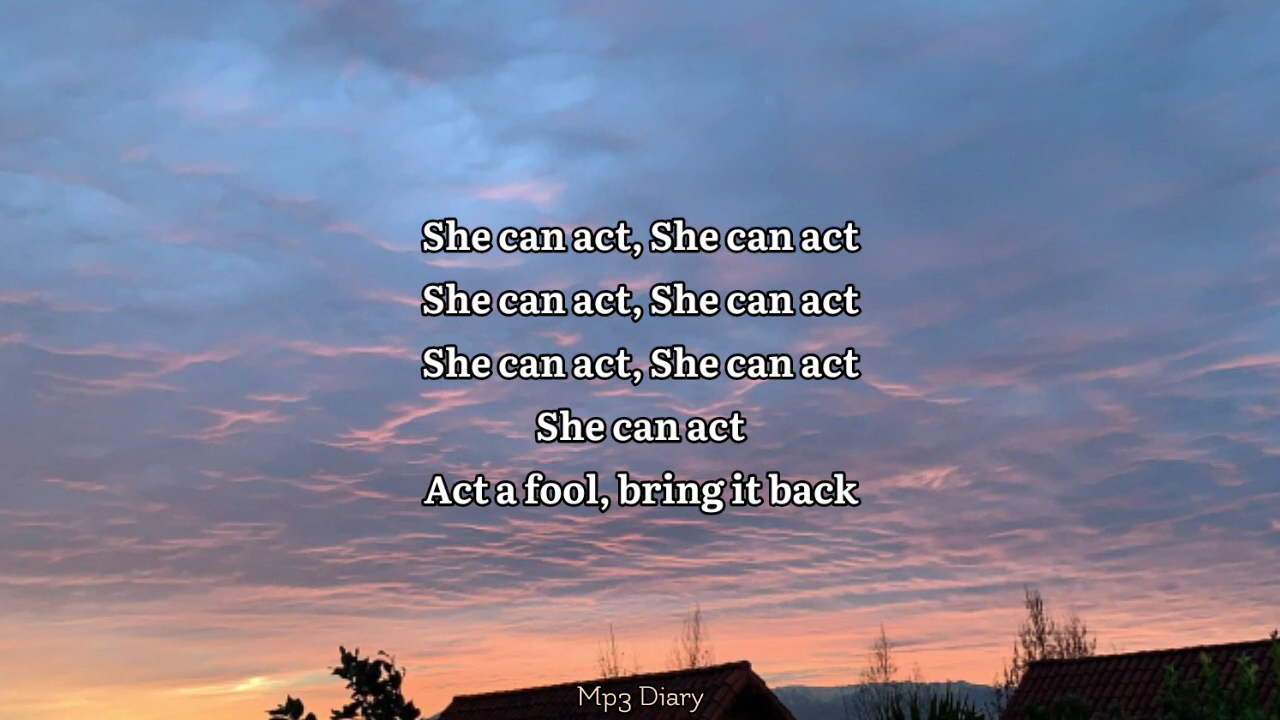 She can act, She can act
She can act, She can act
She can act, She can act
She can act
Act a fool, bring it back
Mp3 Diary